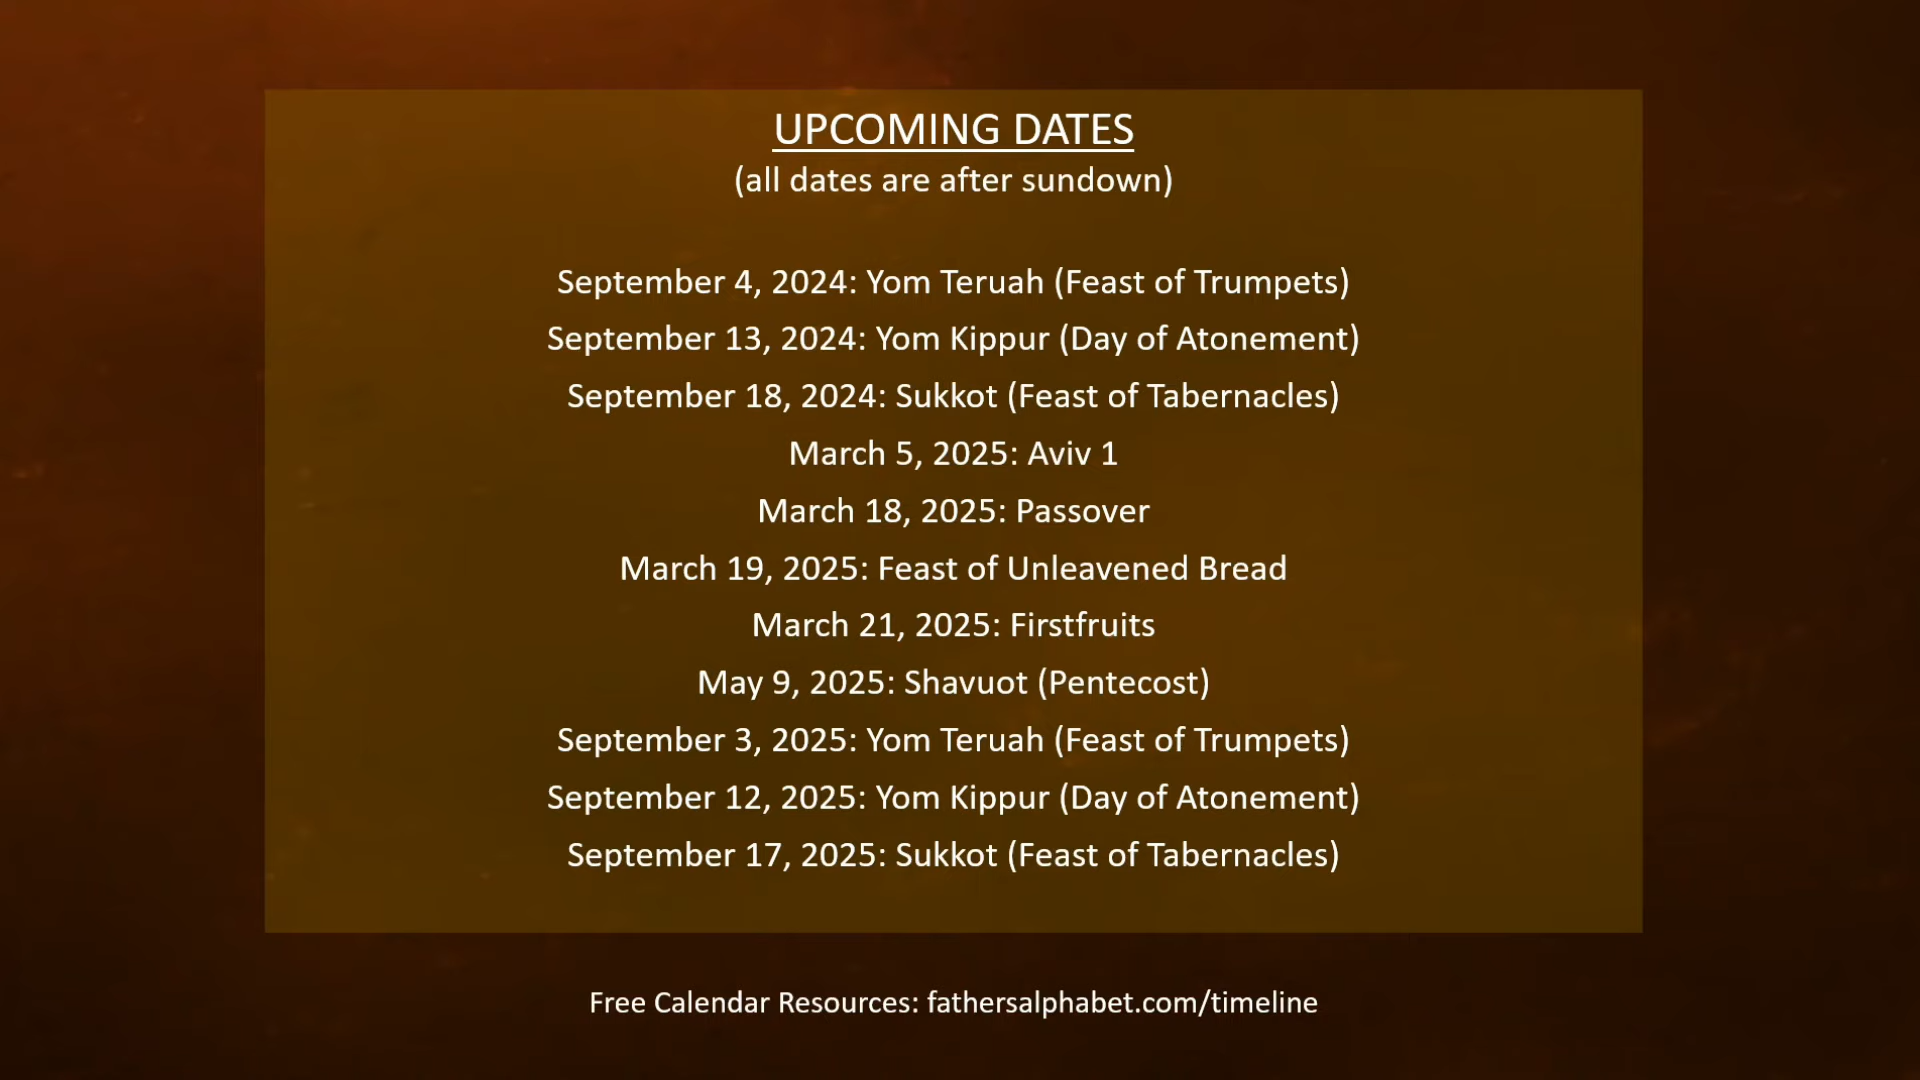 UPCOMING DATES
(all dates are after sundown)
September 4, 2024: Yom Teruah (Feast of Trumpets)
September 13, 2024: Yom Kippur (Day of Atonement)
September 18, 2024: Sukkot (Feast of Tabernacles)
March 5, 2025: Aviv 1
March 18, 2025: Passover
March 19, 2025: Feast of Unleavened Bread
March 21, 2025: Firstfruits
May 9, 2025: Shavuot (Pentecost)
September 3, 2025: Yom Teruah (Feast of Trumpets)
September 12, 2025: Yom Kippur (Day of Atonement)
September 17, 2025: Sukkot (Feast of Tabernacles)
Free Calendar Resources: fathersalphabet.com/timeline